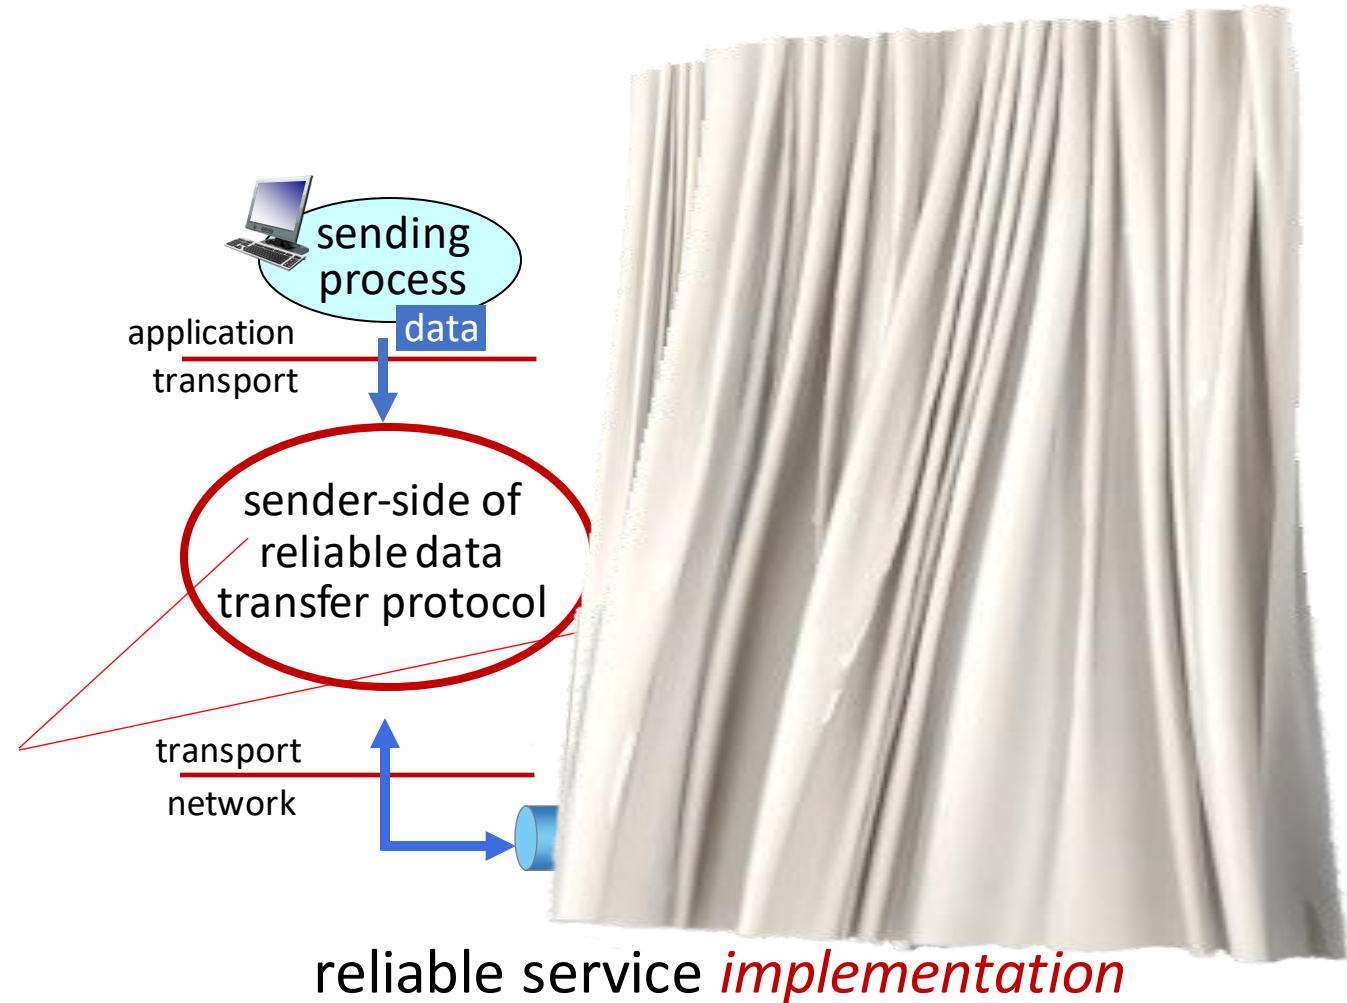 sending
process
data
application
transport
sender-side of
reliable data
transfer protocol
transport
network
reliable service implementation